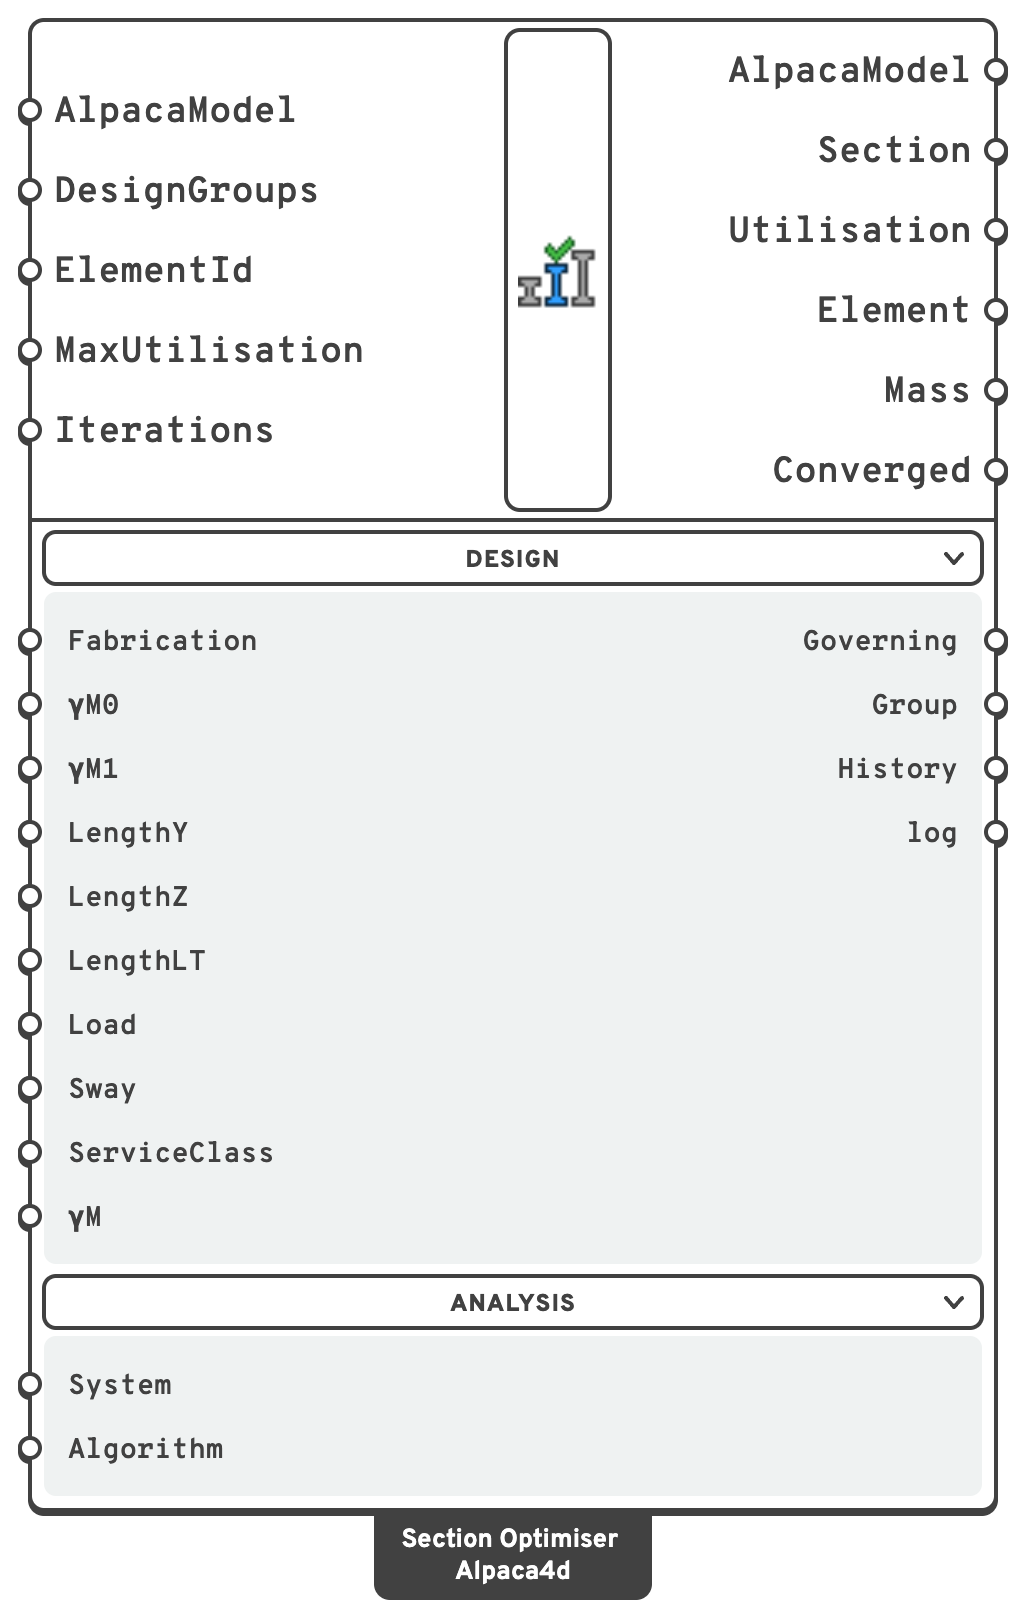 AlpacaModel
DesignGroups
ElementId
MaxUtilisation
Iterations
AlpacaModel
Section
Utilisation
Element
Mass
Converged
DESIGN
Fabrication
γM0
γM1
LengthY
LengthZ
LengthLT
Load
Sway
ServiceClass
γM
Governing
Group
History
log
ANALYSIS
System
Algorithm
Section Optimiser
Alpaca4d